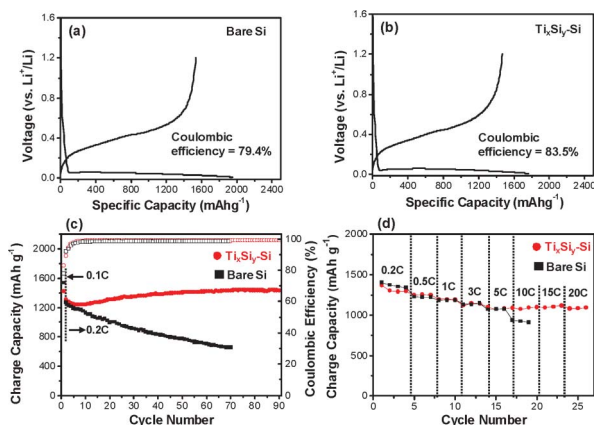 (a)
Bare Si
Voltage (vs. Li⁺/Li)
1.6
1.2
0.8
0.4
0.0
Coulombic
efficiency = 79.4%
0 400 800 1200 1600 2000 2400
Specific Capacity (mAhg⁻¹)
(b)
TiₓSiᵧ-Si
Voltage (vs. Li⁺/Li)
1.6
1.2
0.8
0.4
0.0
Coulombic
efficiency = 83.5%
0 400 800 1200 1600 2000 2400
Specific Capacity (mAhg⁻¹)
(c)
Charge Capacity (mAh g⁻¹)
2000
1600
1200
800
400
0
0.1C
0.2C
TiₓSiᵧ-Si
Bare Si
100
80
60
40
20
0
Coulombic Efficiency (%)
0 10 20 30 40 50 60 70 80 90
Cycle Number
(d)
Charge Capacity (mAh g⁻¹)
2000
1500
1000
500
0
TiₓSiᵧ-Si
Bare Si
0.2C 0.5C 1C 3C 5C 10C 15C 20C
0 5 10 15 20 25
Cycle Number